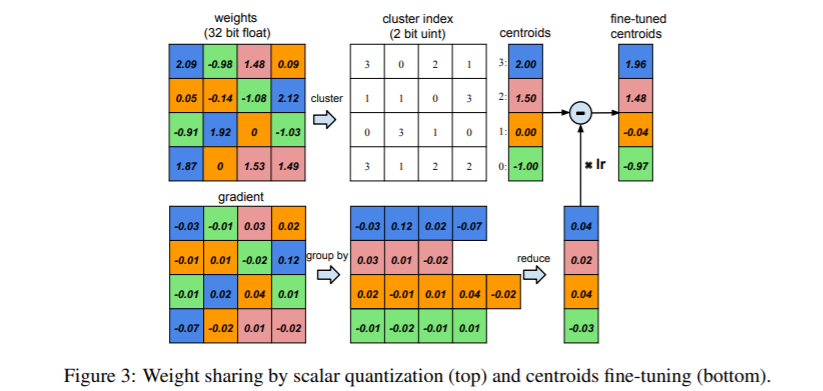 weights
(32 bit float)
cluster index
(2 bit uint)
centroids
fine-tuned
centroids
2.09 -0.98 1.48 0.09
0.05 -0.14 -1.08 2.12
-0.91 1.92 0 -1.03
1.87 0 1.53 1.49
cluster
3 0 2 1
1 1 0 3
0 3 1 0
3 1 2 2
3: 2.00
2: 1.50
1: 0.00
0: -1.00
-
× lr
1.96
1.48
-0.04
-0.97
gradient
-0.03 -0.01 0.03 0.02
-0.01 0.01 -0.02 0.12
-0.01 0.02 0.04 0.01
-0.07 -0.02 0.01 -0.02
group by
-0.03 0.12 0.02 -0.07
0.03 0.01 -0.02
0.02 -0.01 0.01 0.04 -0.02
-0.01 -0.02 -0.01 0.01
reduce
0.04
0.02
0.04
-0.03
Figure 3: Weight sharing by scalar quantization (top) and centroids fine-tuning (bottom).